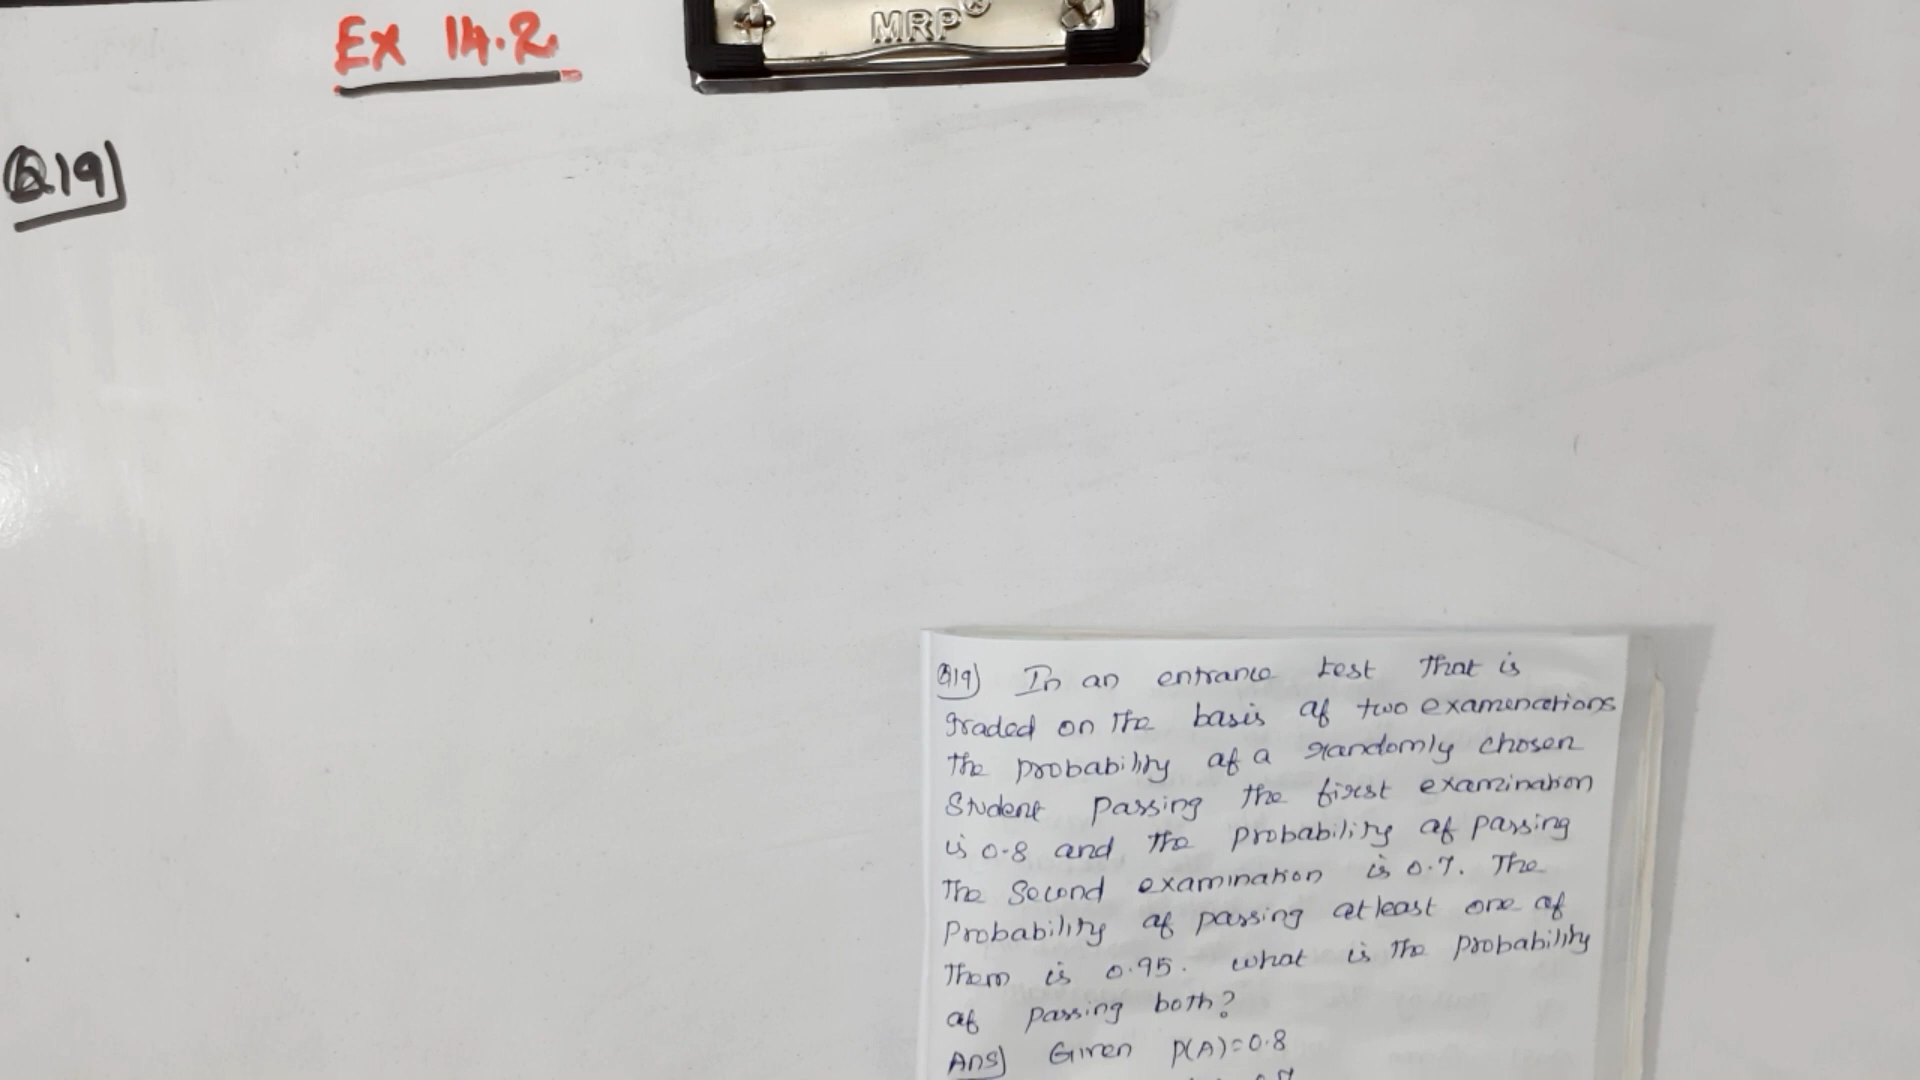 Ex 14.2
MRP®
Q19)
Q19) In an entrance test that is
graded on the basis of two examinations
the probability of a randomly chosen
Student passing the first examination
is 0.8 and the probability of passing
The Second examination is 0.7. The
Probability of passing atleast one of
Them is 0.95. what is the probability
of passing both?
Ans) Given P(A)=0.8